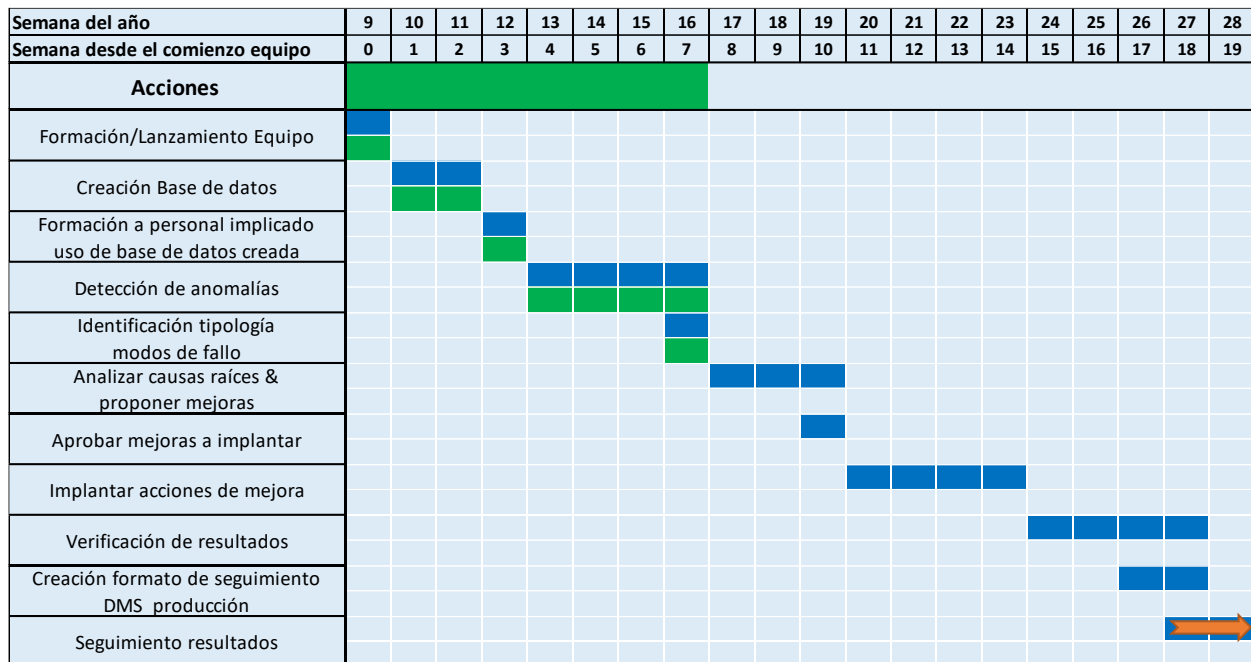 Semana del año 9 10 11 12 13 14 15 16 17 18 19 20 21 22 23 24 25 26 27 28
Semana desde el comienzo equipo 0 1 2 3 4 5 6 7 8 9 10 11 12 13 14 15 16 17 18 19
Acciones
Formación/Lanzamiento Equipo
Creación Base de datos
Formación a personal implicado
uso de base de datos creada
Detección de anomalías
Identificación tipología
modos de fallo
Analizar causas raíces &
proponer mejoras
Aprobar mejoras a implantar
Implantar acciones de mejora
Verificación de resultados
Creación formato de seguimiento
DMS producción
Seguimiento resultados